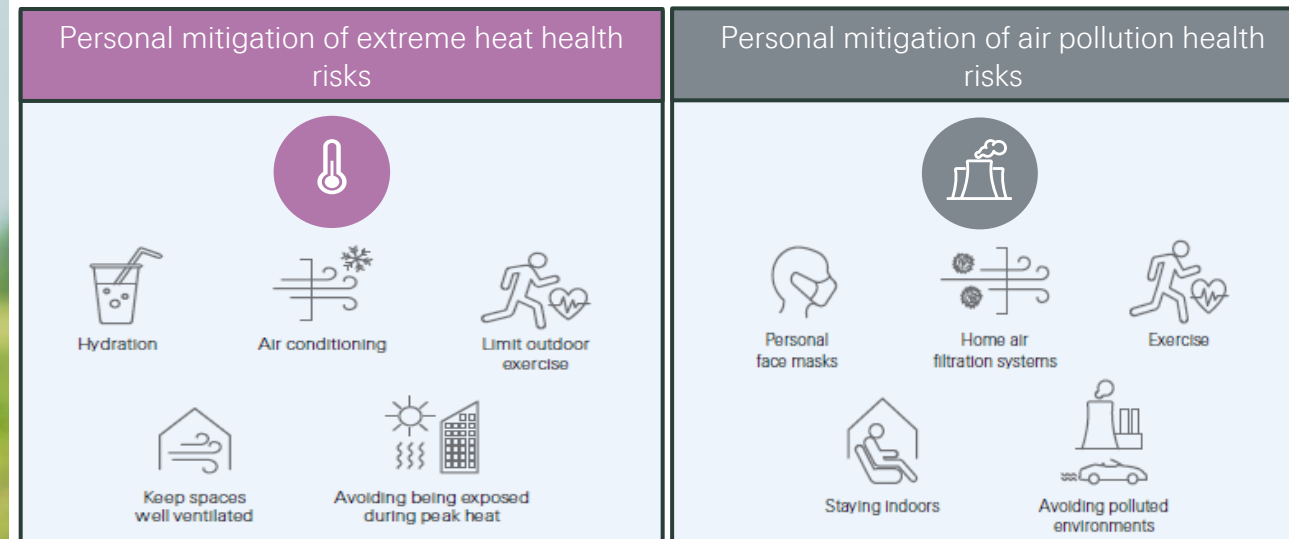 Personal mitigation of extreme heat health
risks
Hydration
Air conditioning
Limit outdoor
exercise
Keep spaces
well ventilated
Avoiding being exposed
during peak heat
Personal mitigation of air pollution health
risks
Personal
face masks
Home air
filtration systems
Exercise
Staying indoors
Avoiding polluted
environments